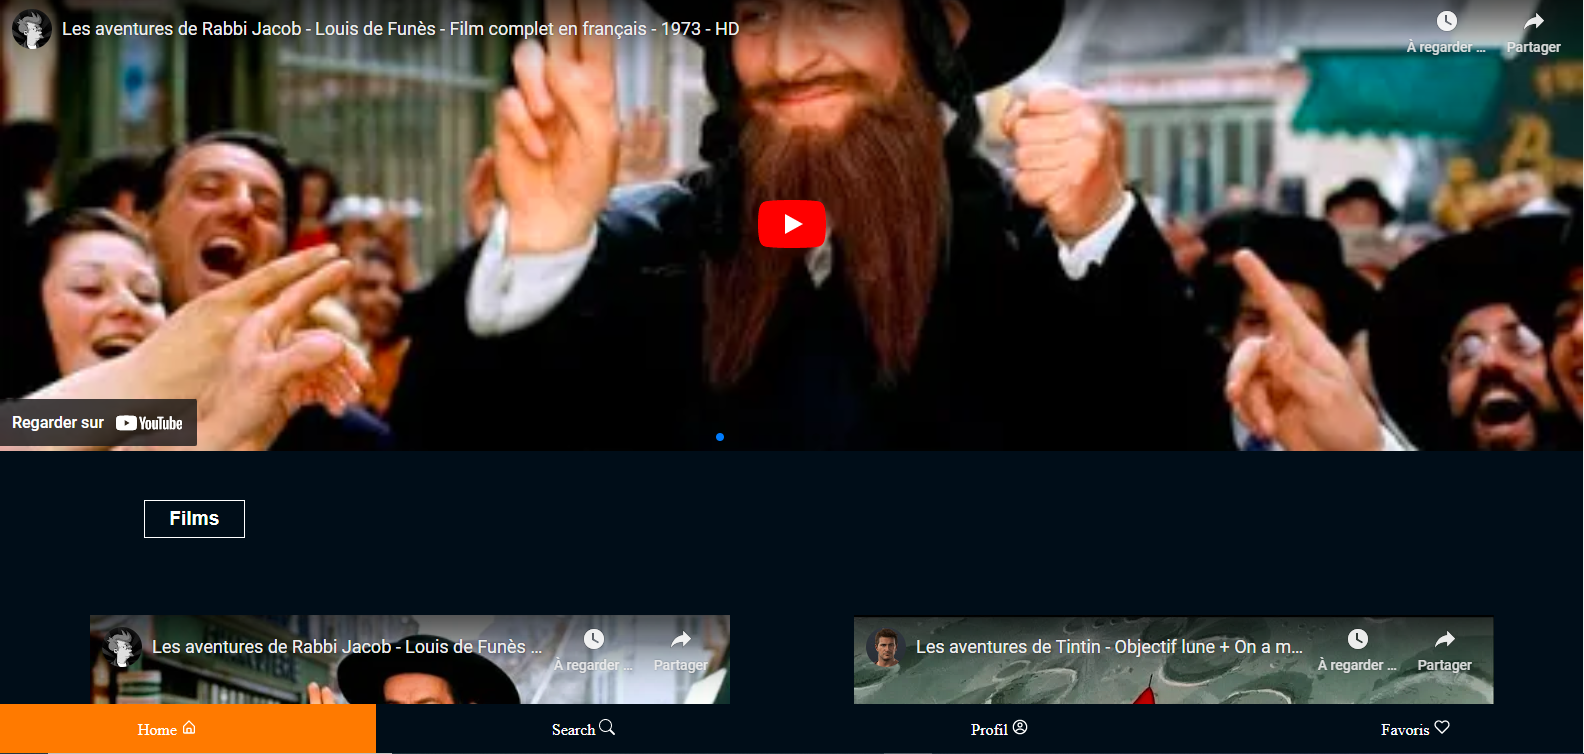 Les aventures de Rabbi Jacob - Louis de Funès - Film complet en français - 1973 - HD
À regarder ... Partager
Regarder sur YouTube
Films
Les aventures de Rabbi Jacob - Louis de Funès ...
À regarder ... Partager
Les aventures de Tintin - Objectif lune + On a m...
À regarder ... Partager
Home
Search
Profil
Favoris